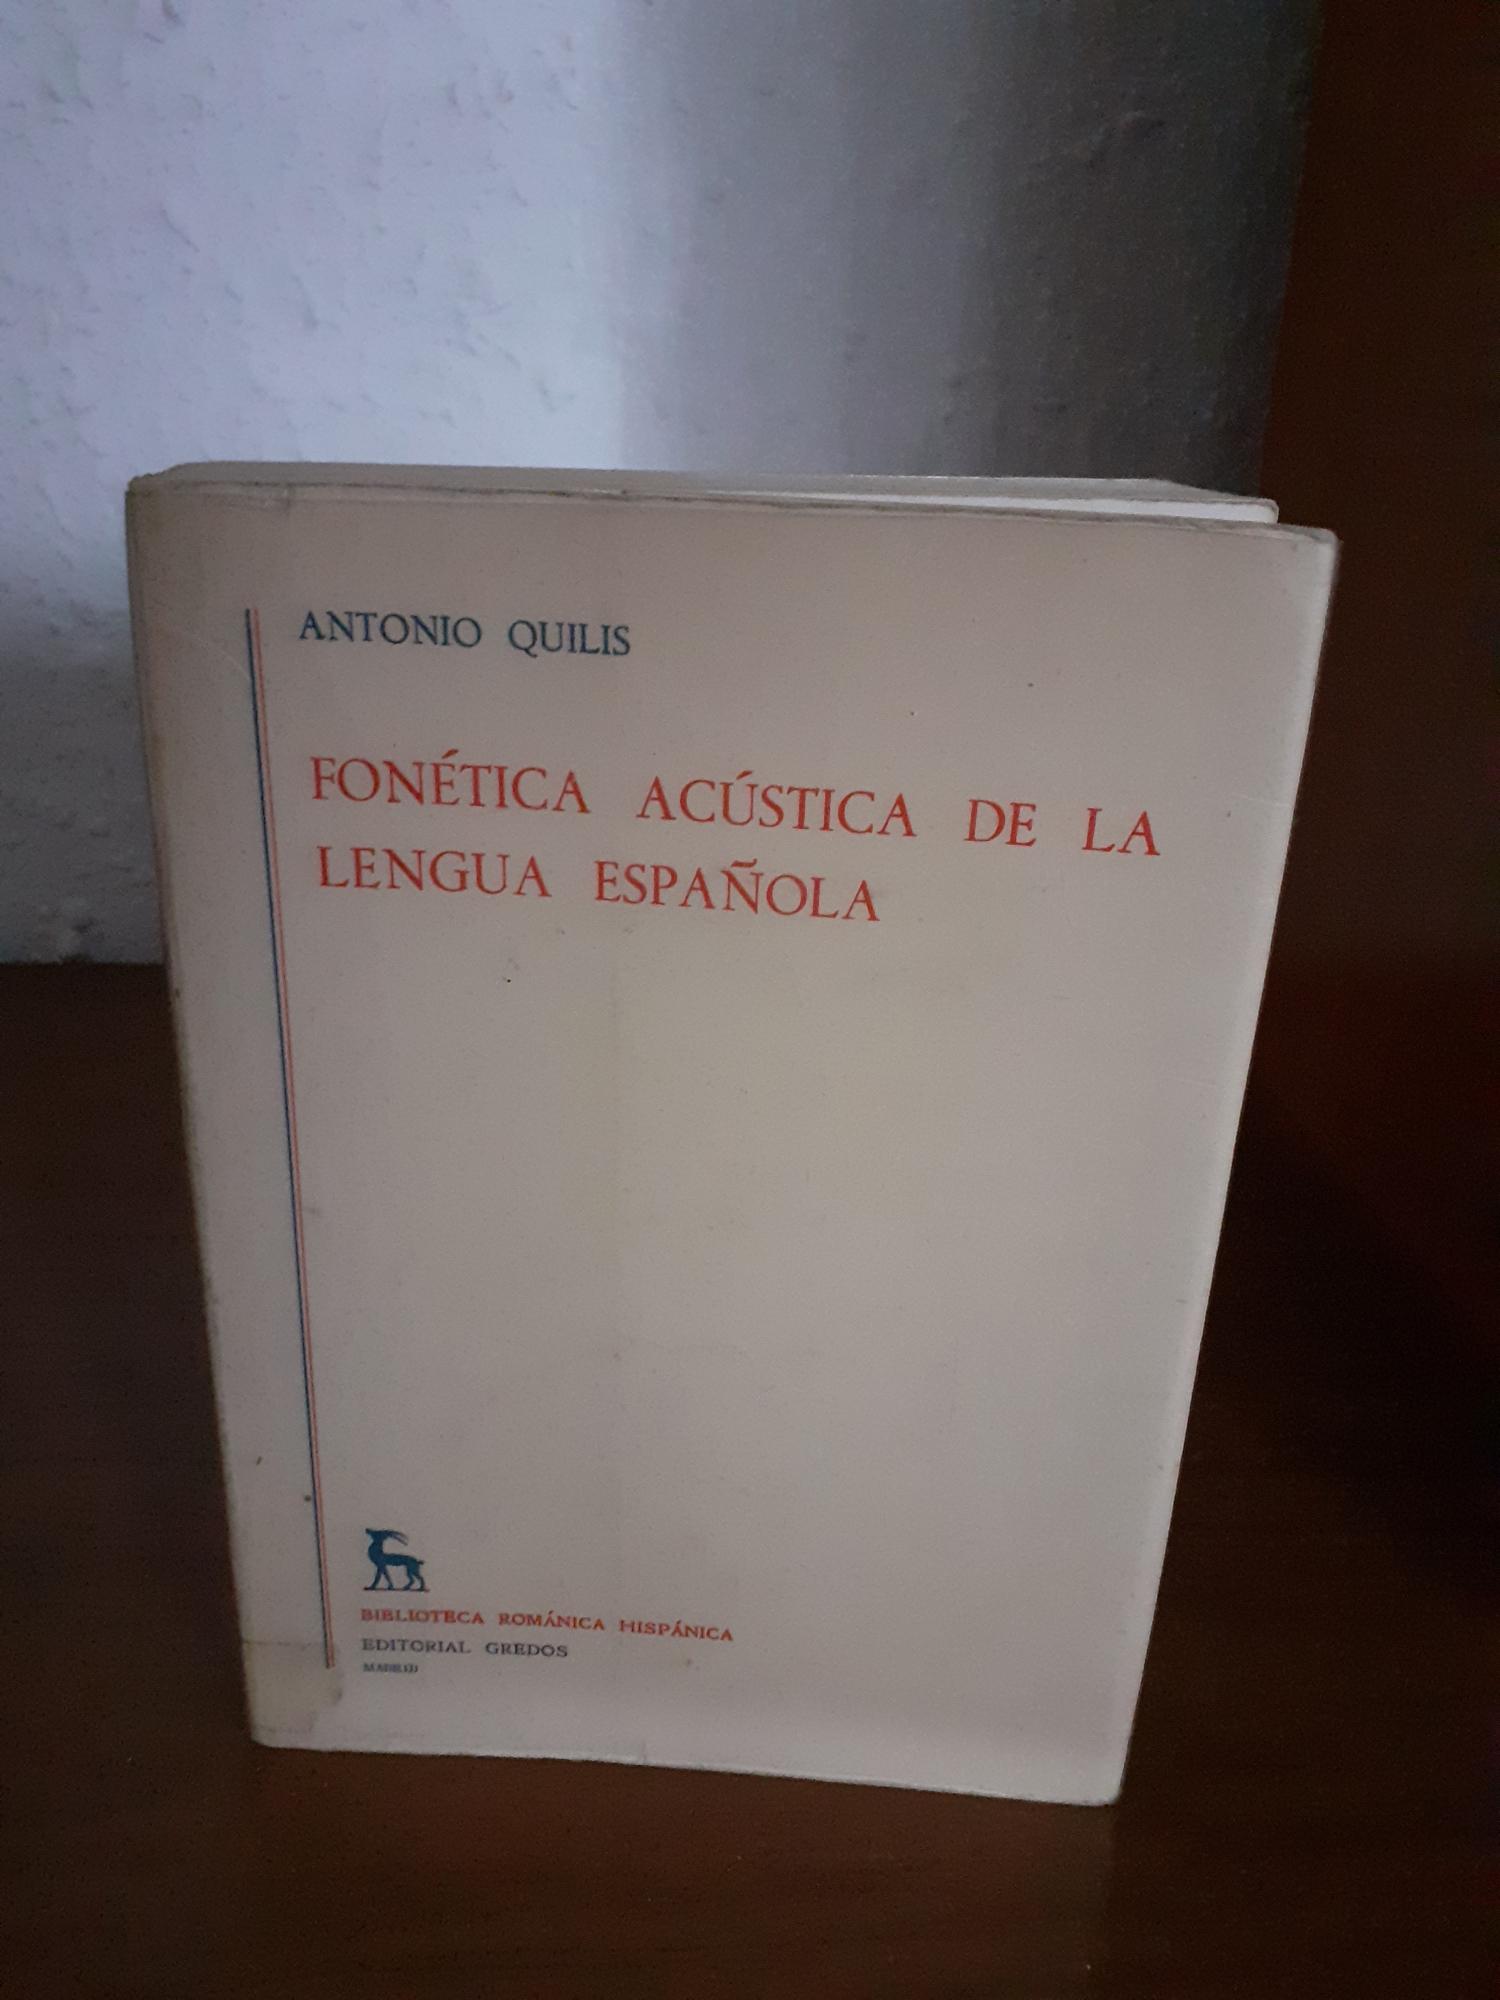 ANTONIO QUILIS
FONÉTICA ACÚSTICA DE LA
LENGUA ESPAÑOLA
BIBLIOTECA ROMÁNICA HISPÁNICA
EDITORIAL GREDOS
MADRID